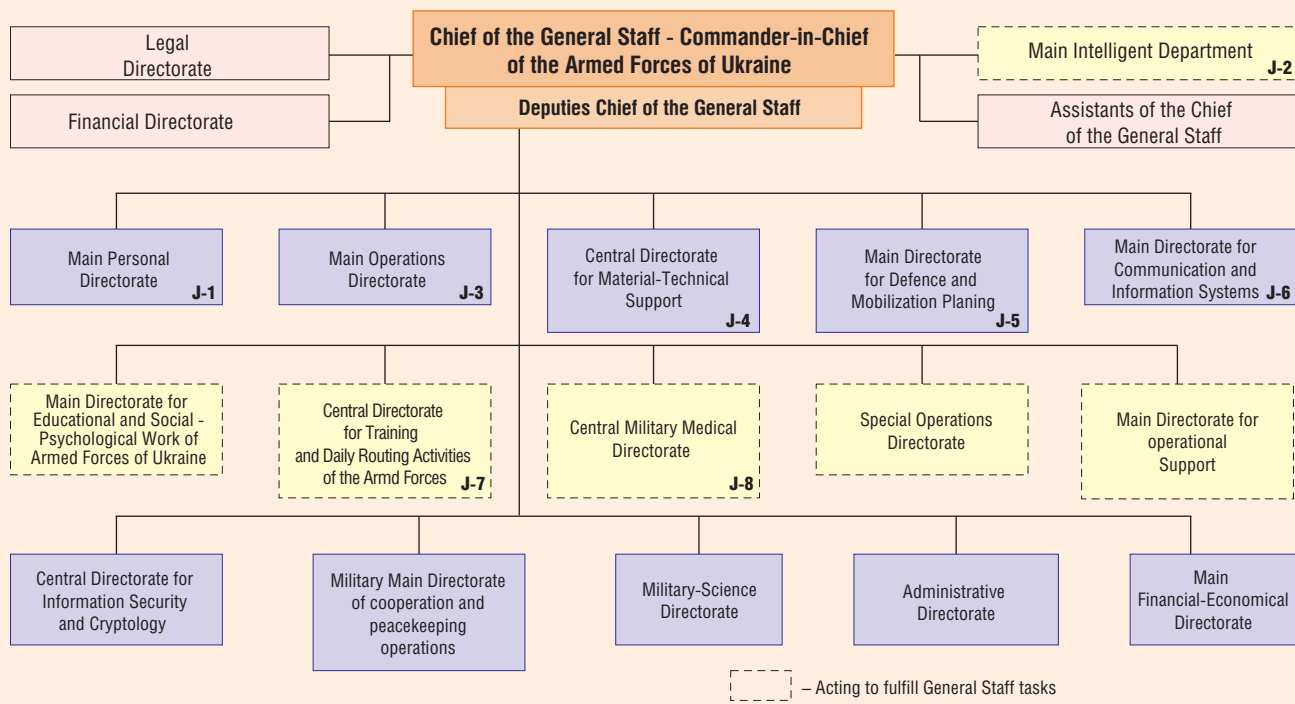 Legal
Directorate
Financial Directorate
Chief of the General Staff - Commander-in-Chief
of the Armed Forces of Ukraine
Deputies Chief of the General Staff
Main Intelligent Department
J-2
Assistants of the Chief
of the General Staff
Main Personal
Directorate
J-1
Main Operations
Directorate
J-3
Central Directorate
for Material-Technical
Support
J-4
Main Directorate
for Defence and
Mobilization Planing
J-5
Main Directorate for
Communication and
Information Systems J-6
Main Directorate for
Educational and Social -
Psychological Work of
Armed Forces of Ukraine
Central Directorate
for Training
and Daily Routing Activities
of the Armd Forces J-7
Central Military Medical
Directorate
J-8
Special Operations
Directorate
Main Directorate for
operational
Support
Central Directorate for
Information Security
and Cryptology
Military Main Directorate
of cooperation and
peacekeeping
operations
Military-Science
Directorate
Administrative
Directorate
Main
Financial-Economical
Directorate
– Acting to fulfill General Staff tasks